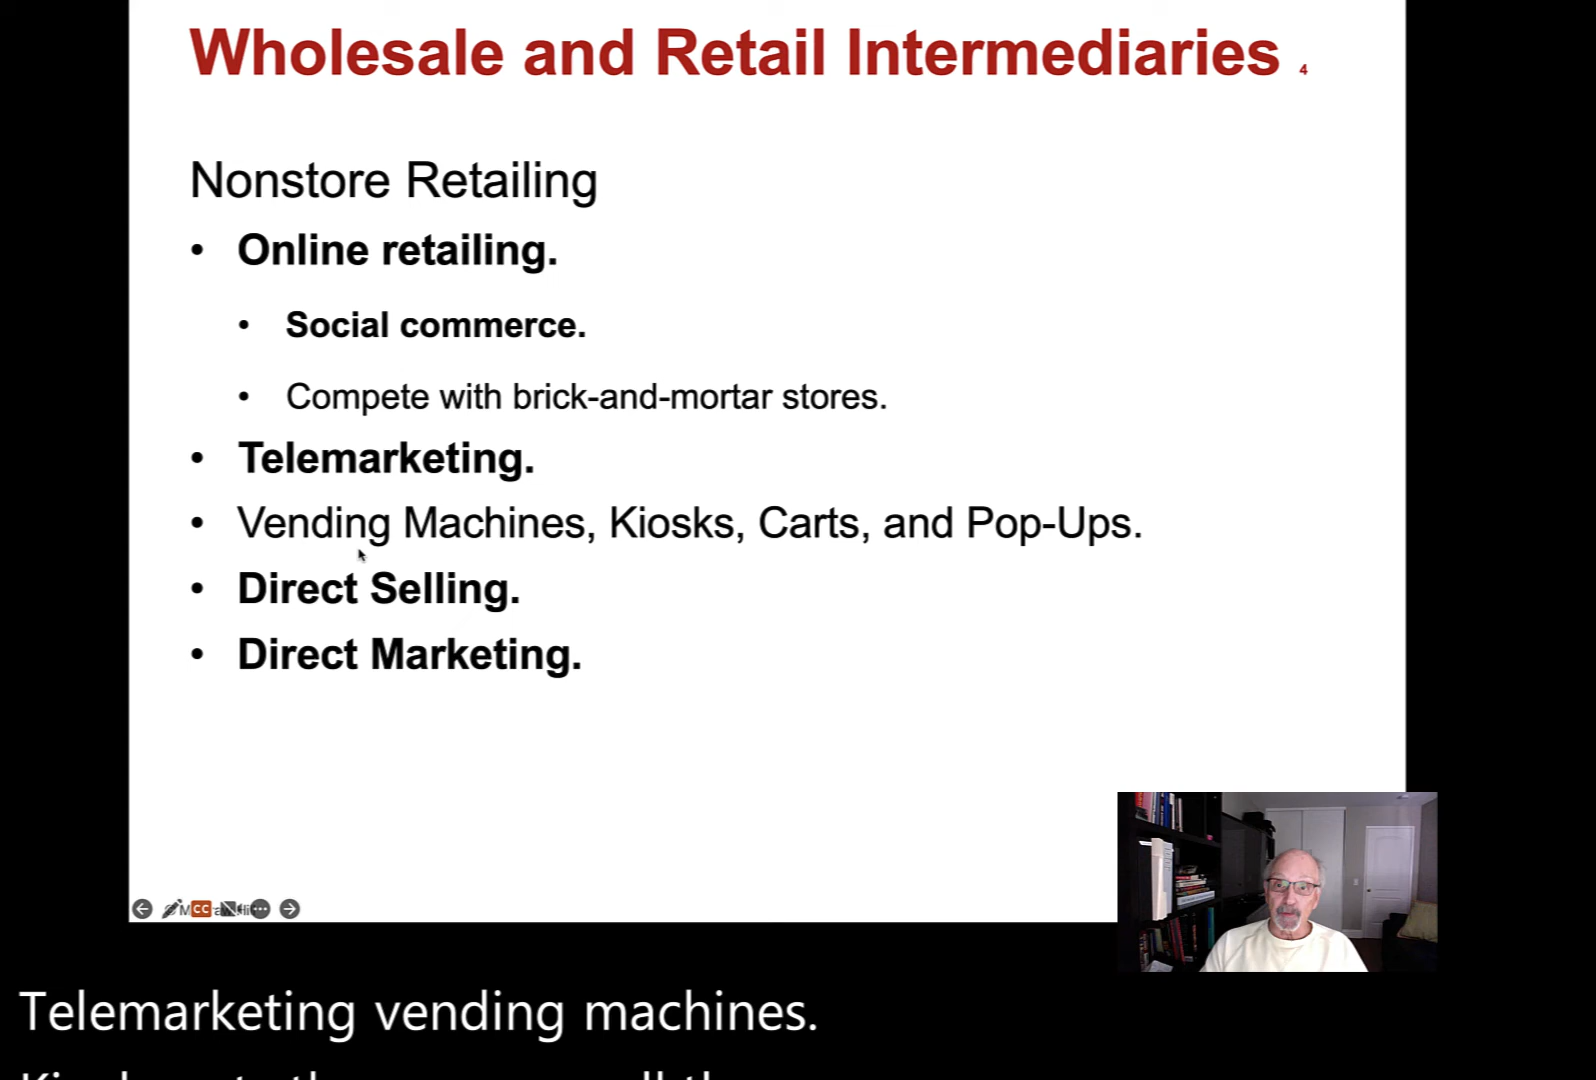 Wholesale and Retail Intermediaries 4
Nonstore Retailing
• Online retailing.
• Social commerce.
• Compete with brick-and-mortar stores.
• Telemarketing.
• Vending Machines, Kiosks, Carts, and Pop-Ups.
• Direct Selling.
• Direct Marketing.
CC
Telemarketing vending machines.